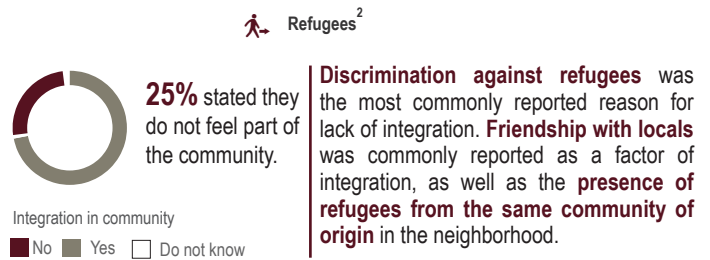 Refugees2
25% stated they
do not feel part of
the community.
Discrimination against refugees was
the most commonly reported reason for
lack of integration. Friendship with locals
was commonly reported as a factor of
integration, as well as the presence of
refugees from the same community of
origin in the neighborhood.
Integration in community
No Yes Do not know